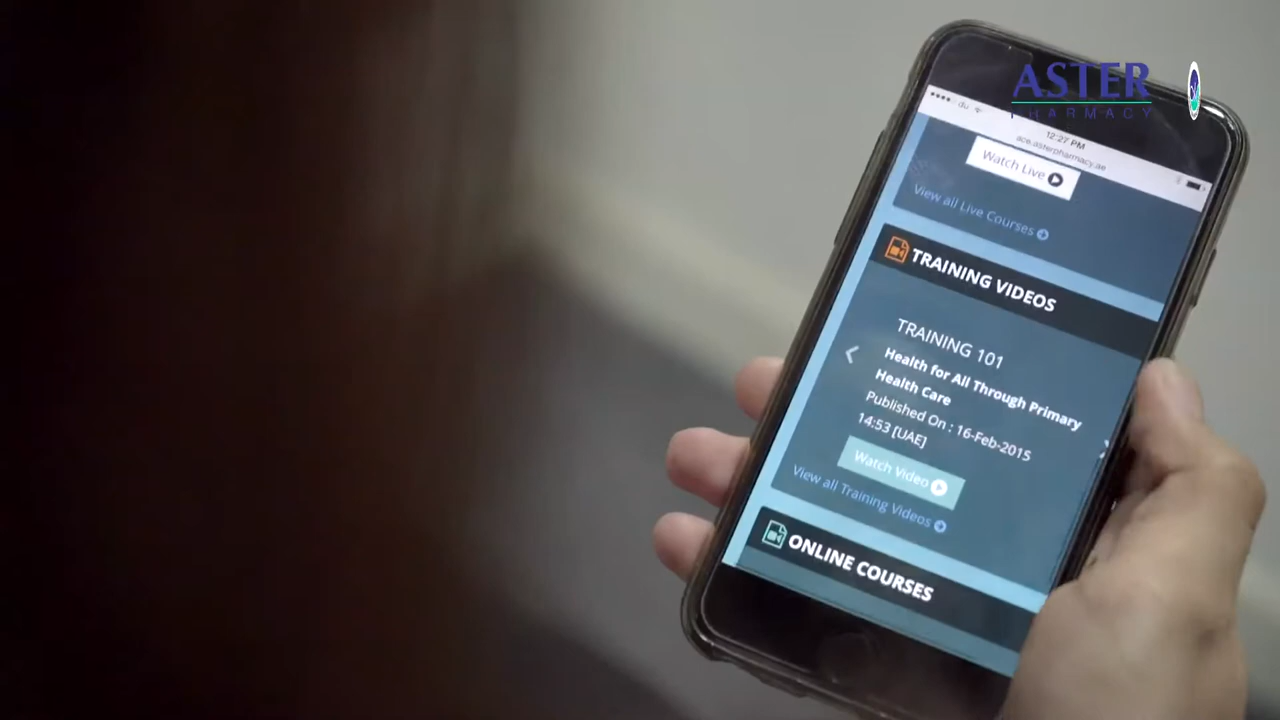 ASTER
PHARMACY
du
12:27 PM
ace.asterpharmacy.ae
Watch Live
View all Live Courses
TRAINING VIDEOS
TRAINING 101
Health for All Through Primary
Health Care
Published On : 16-Feb-2015
14:53 [UAE]
Watch Video
View all Training Videos
ONLINE COURSES